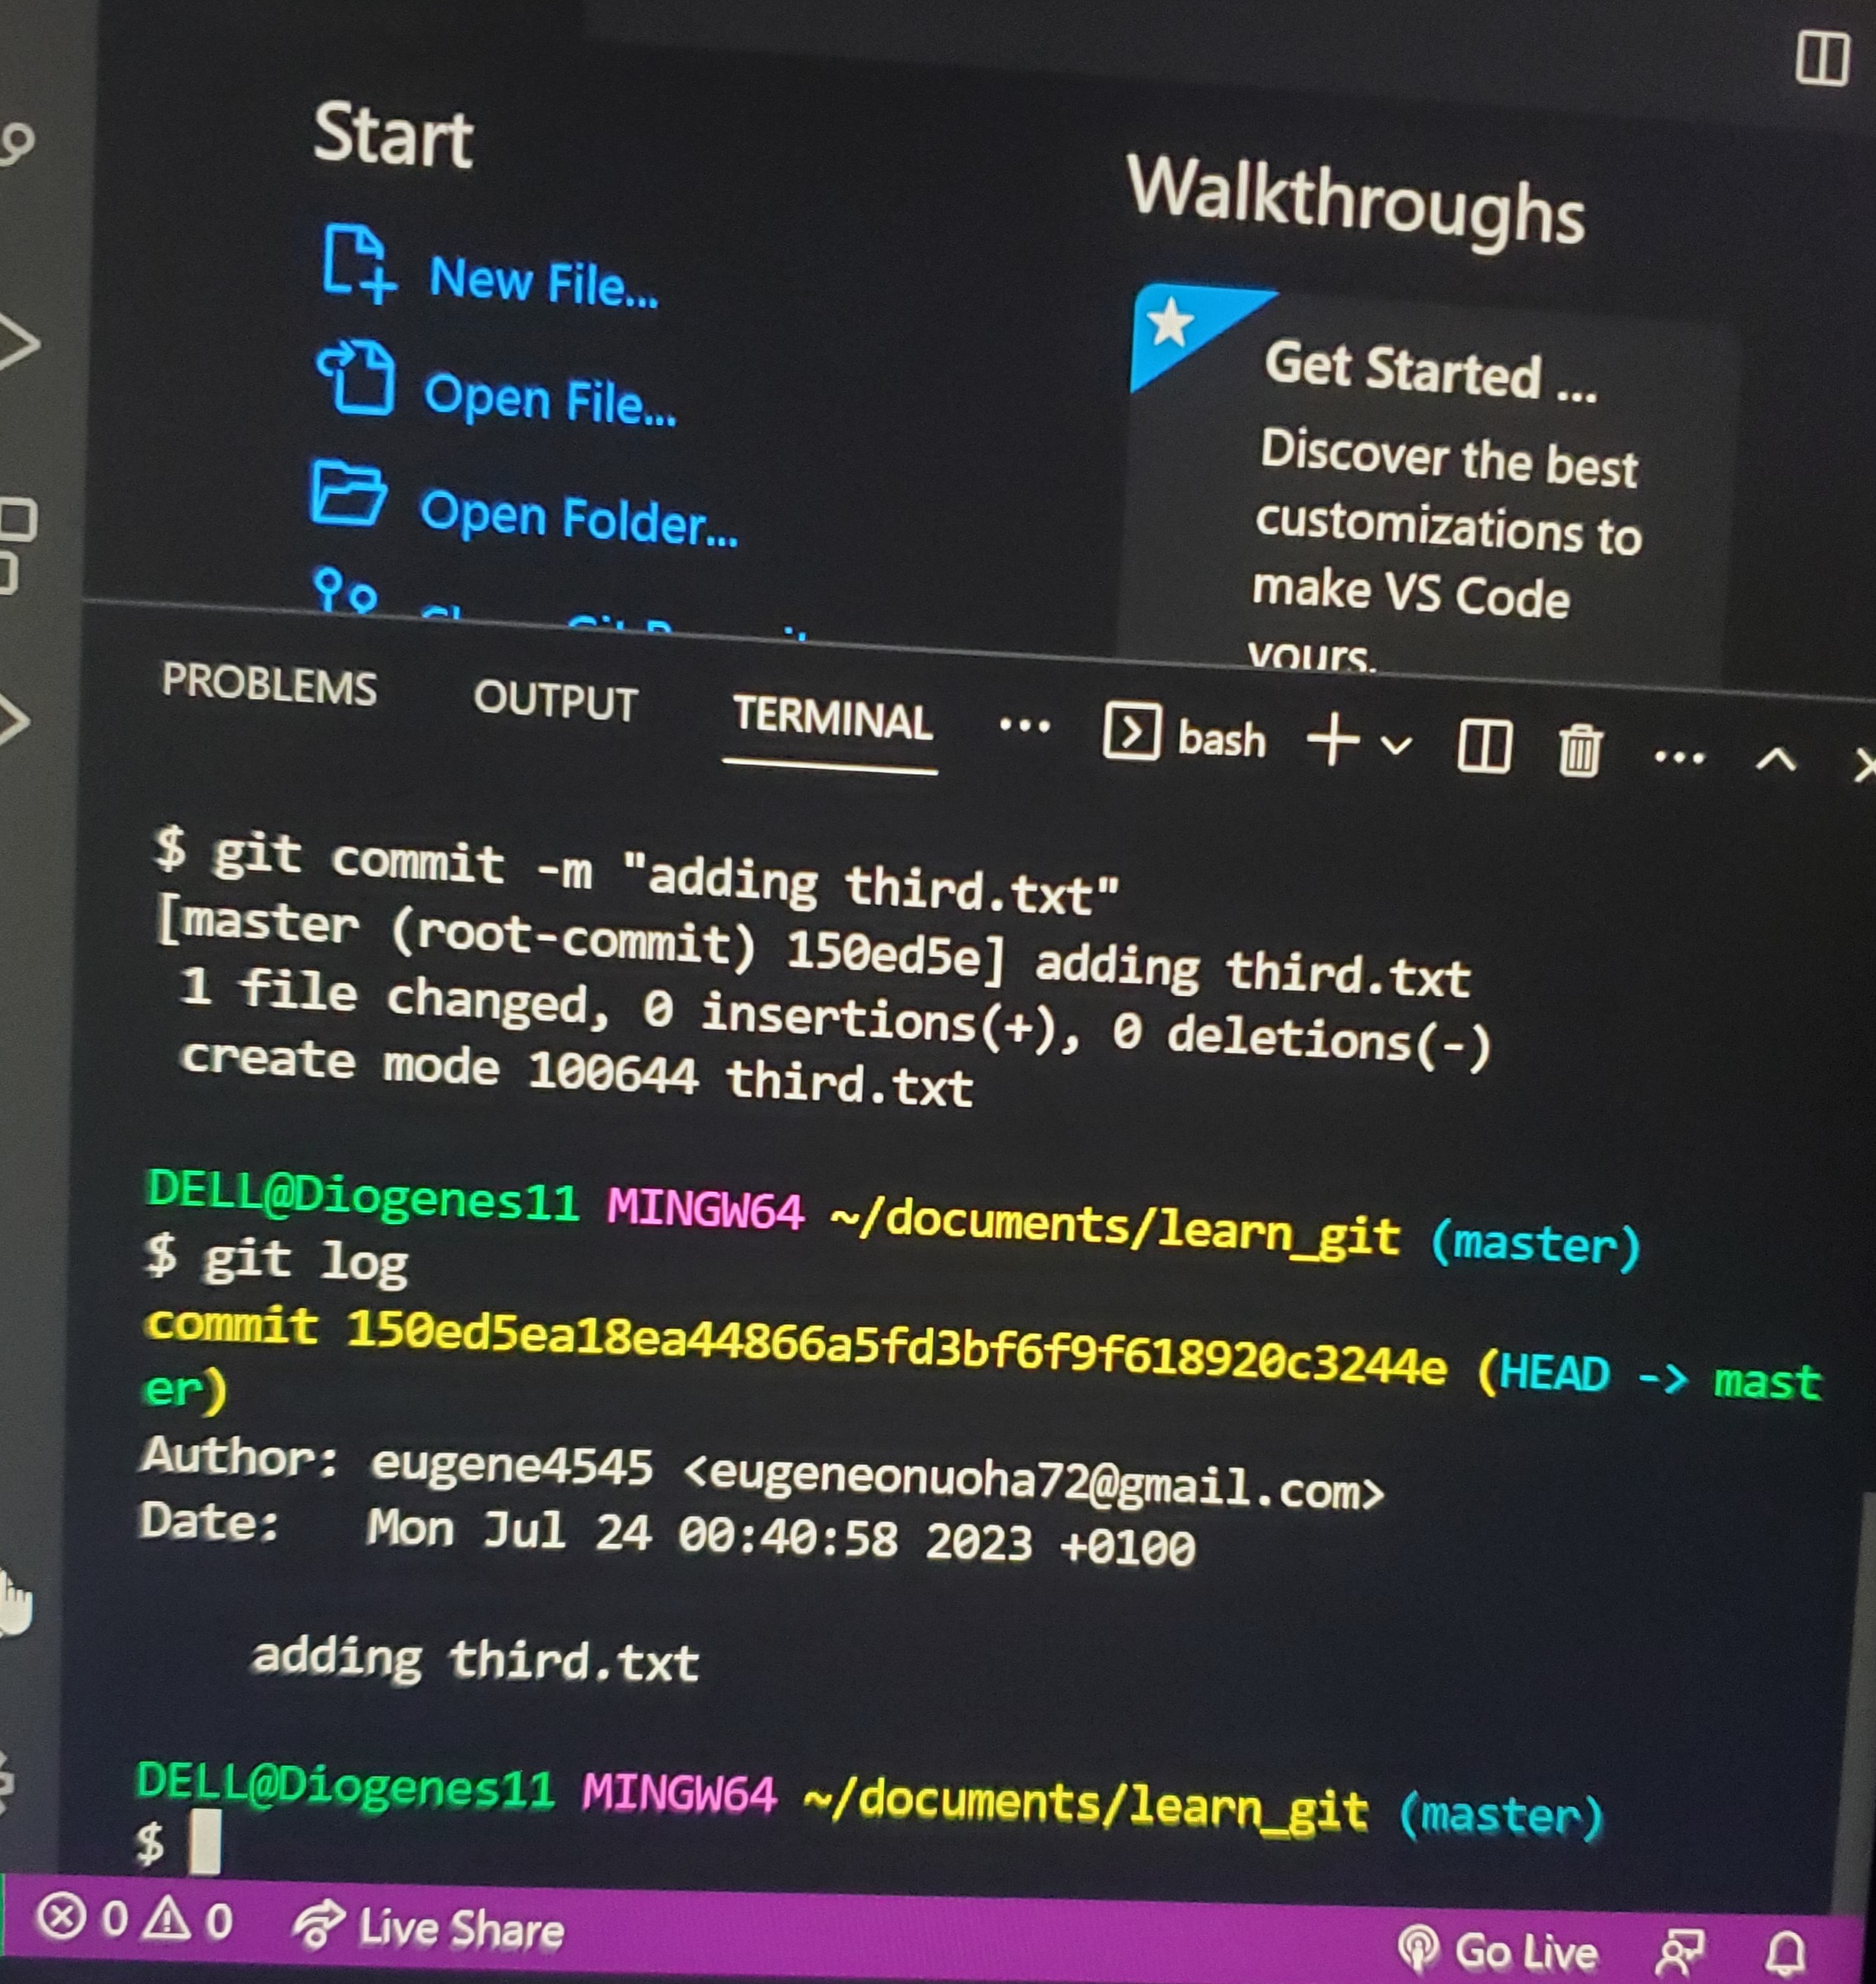 Start
New File...
Open File...
Open Folder...
Walkthroughs
Get Started ...
Discover the best
customizations to
make VS Code
yours.
PROBLEMS OUTPUT TERMINAL ... bash
$ git commit -m "adding third.txt"
[master (root-commit) 150ed5e] adding third.txt
 1 file changed, 0 insertions(+), 0 deletions(-)
 create mode 100644 third.txt
DELL@Diogenes11 MINGW64 ~/documents/learn_git (master)
$ git log
commit 150ed5ea18ea44866a5fd3bf6f9f618920c3244e (HEAD -> mast
er)
Author: eugene4545 <eugeneonuoha72@gmail.com>
Date:   Mon Jul 24 00:40:58 2023 +0100
    adding third.txt
DELL@Diogenes11 MINGW64 ~/documents/learn_git (master)
$
0 0 Live Share Go Live